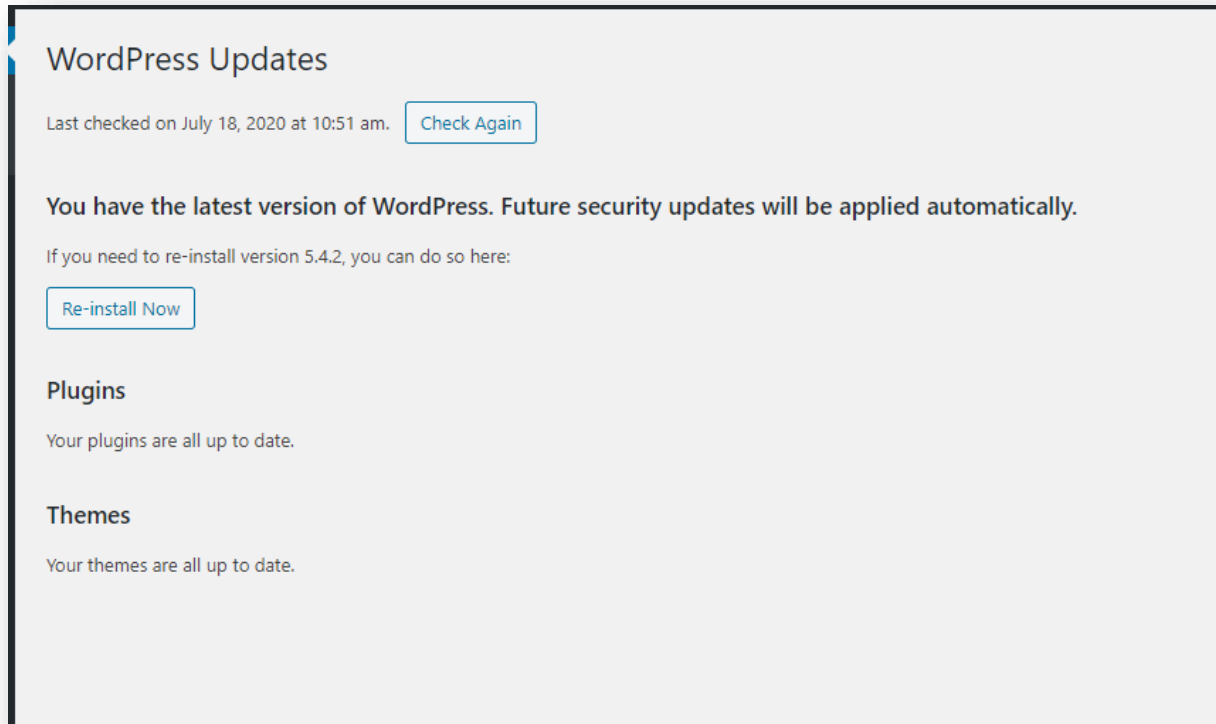 WordPress Updates
Last checked on July 18, 2020 at 10:51 am. Check Again
You have the latest version of WordPress. Future security updates will be applied automatically.
If you need to re-install version 5.4.2, you can do so here:
Re-install Now
Plugins
Your plugins are all up to date.
Themes
Your themes are all up to date.